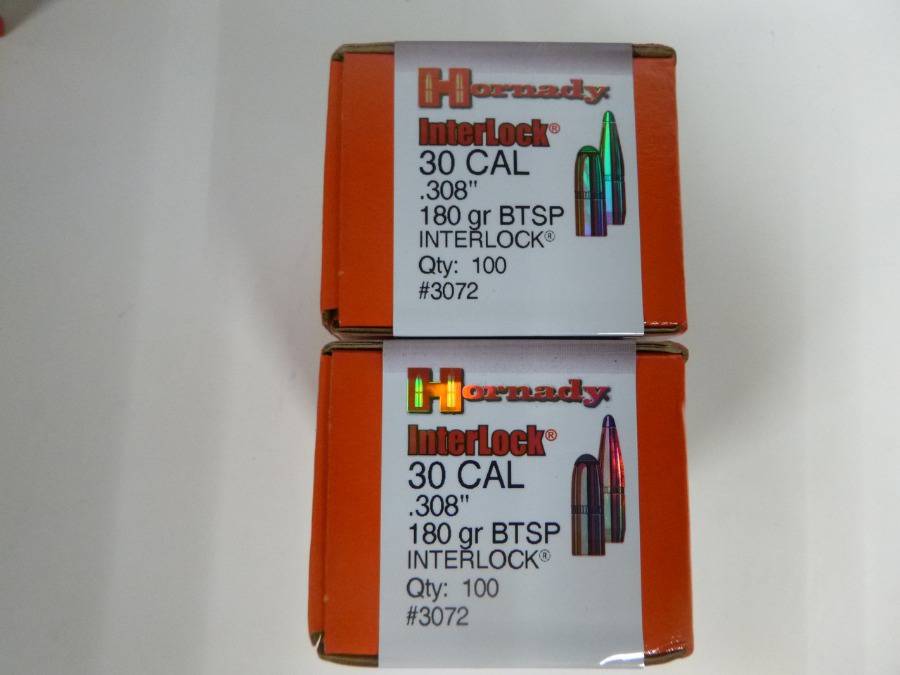 Hornady
InterLock®
30 CAL
.308"
180 gr BTSP
INTERLOCK®
Qty: 100
#3072
Hornady
InterLock®
30 CAL
.308"
180 gr BTSP
INTERLOCK®
Qty: 100
#3072